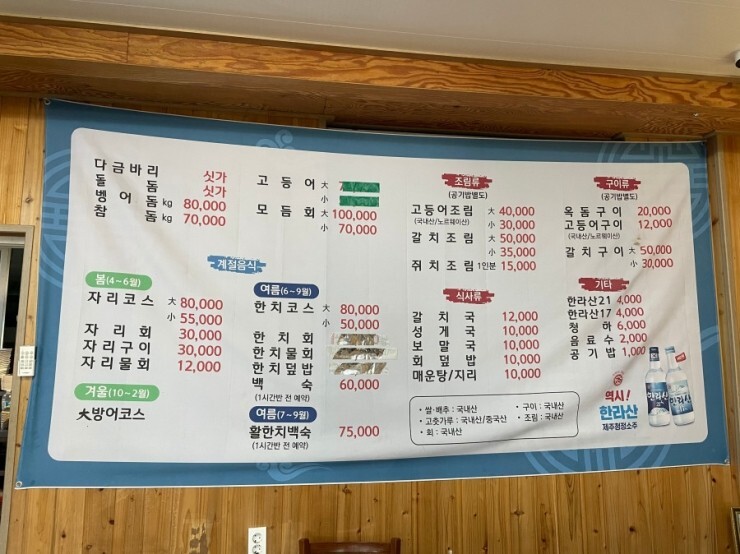 다금바리 싯가
돌돔 싯가
벵어돔 kg 80,000
참돔 kg 70,000
고등어 大
小
모듬회 大 100,000
小 70,000
계절음식
봄(4~6월)
자리코스 大 80,000
小 55,000
자리회 30,000
자리구이 30,000
자리물회 12,000
겨울(10~2월)
大방어코스
여름(6~9월)
한치코스 大 80,000
小 50,000
한치회
한치물회
한치덮밥
백숙 60,000
(1시간반 전 예약)
여름(7~9월)
활한치백숙 75,000
(1시간반 전 예약)
조림류
(공기밥별도)
고등어조림 大 40,000
(국내산/노르웨이산) 小 30,000
갈치조림 大 50,000
小 35,000
쥐치조림 1인분 15,000
식사류
갈치국 12,000
성게국 10,000
보말국 10,000
회덮밥 10,000
매운탕/지리 10,000
구이류
(공기밥별도)
옥돔구이 20,000
고등어구이 12,000
(국내산/노르웨이산)
갈치구이 大 50,000
小 30,000
기타
한라산21 4,000
한라산17 4,000
청하 6,000
음료수 2,000
공기밥 1,000
· 쌀·배추 : 국내산
· 고춧가루 : 국내산/중국산
· 회 : 국내산
· 구이 : 국내산
· 조림 : 국내산
역시!
한라산
제주청정소주
한라산
한라산